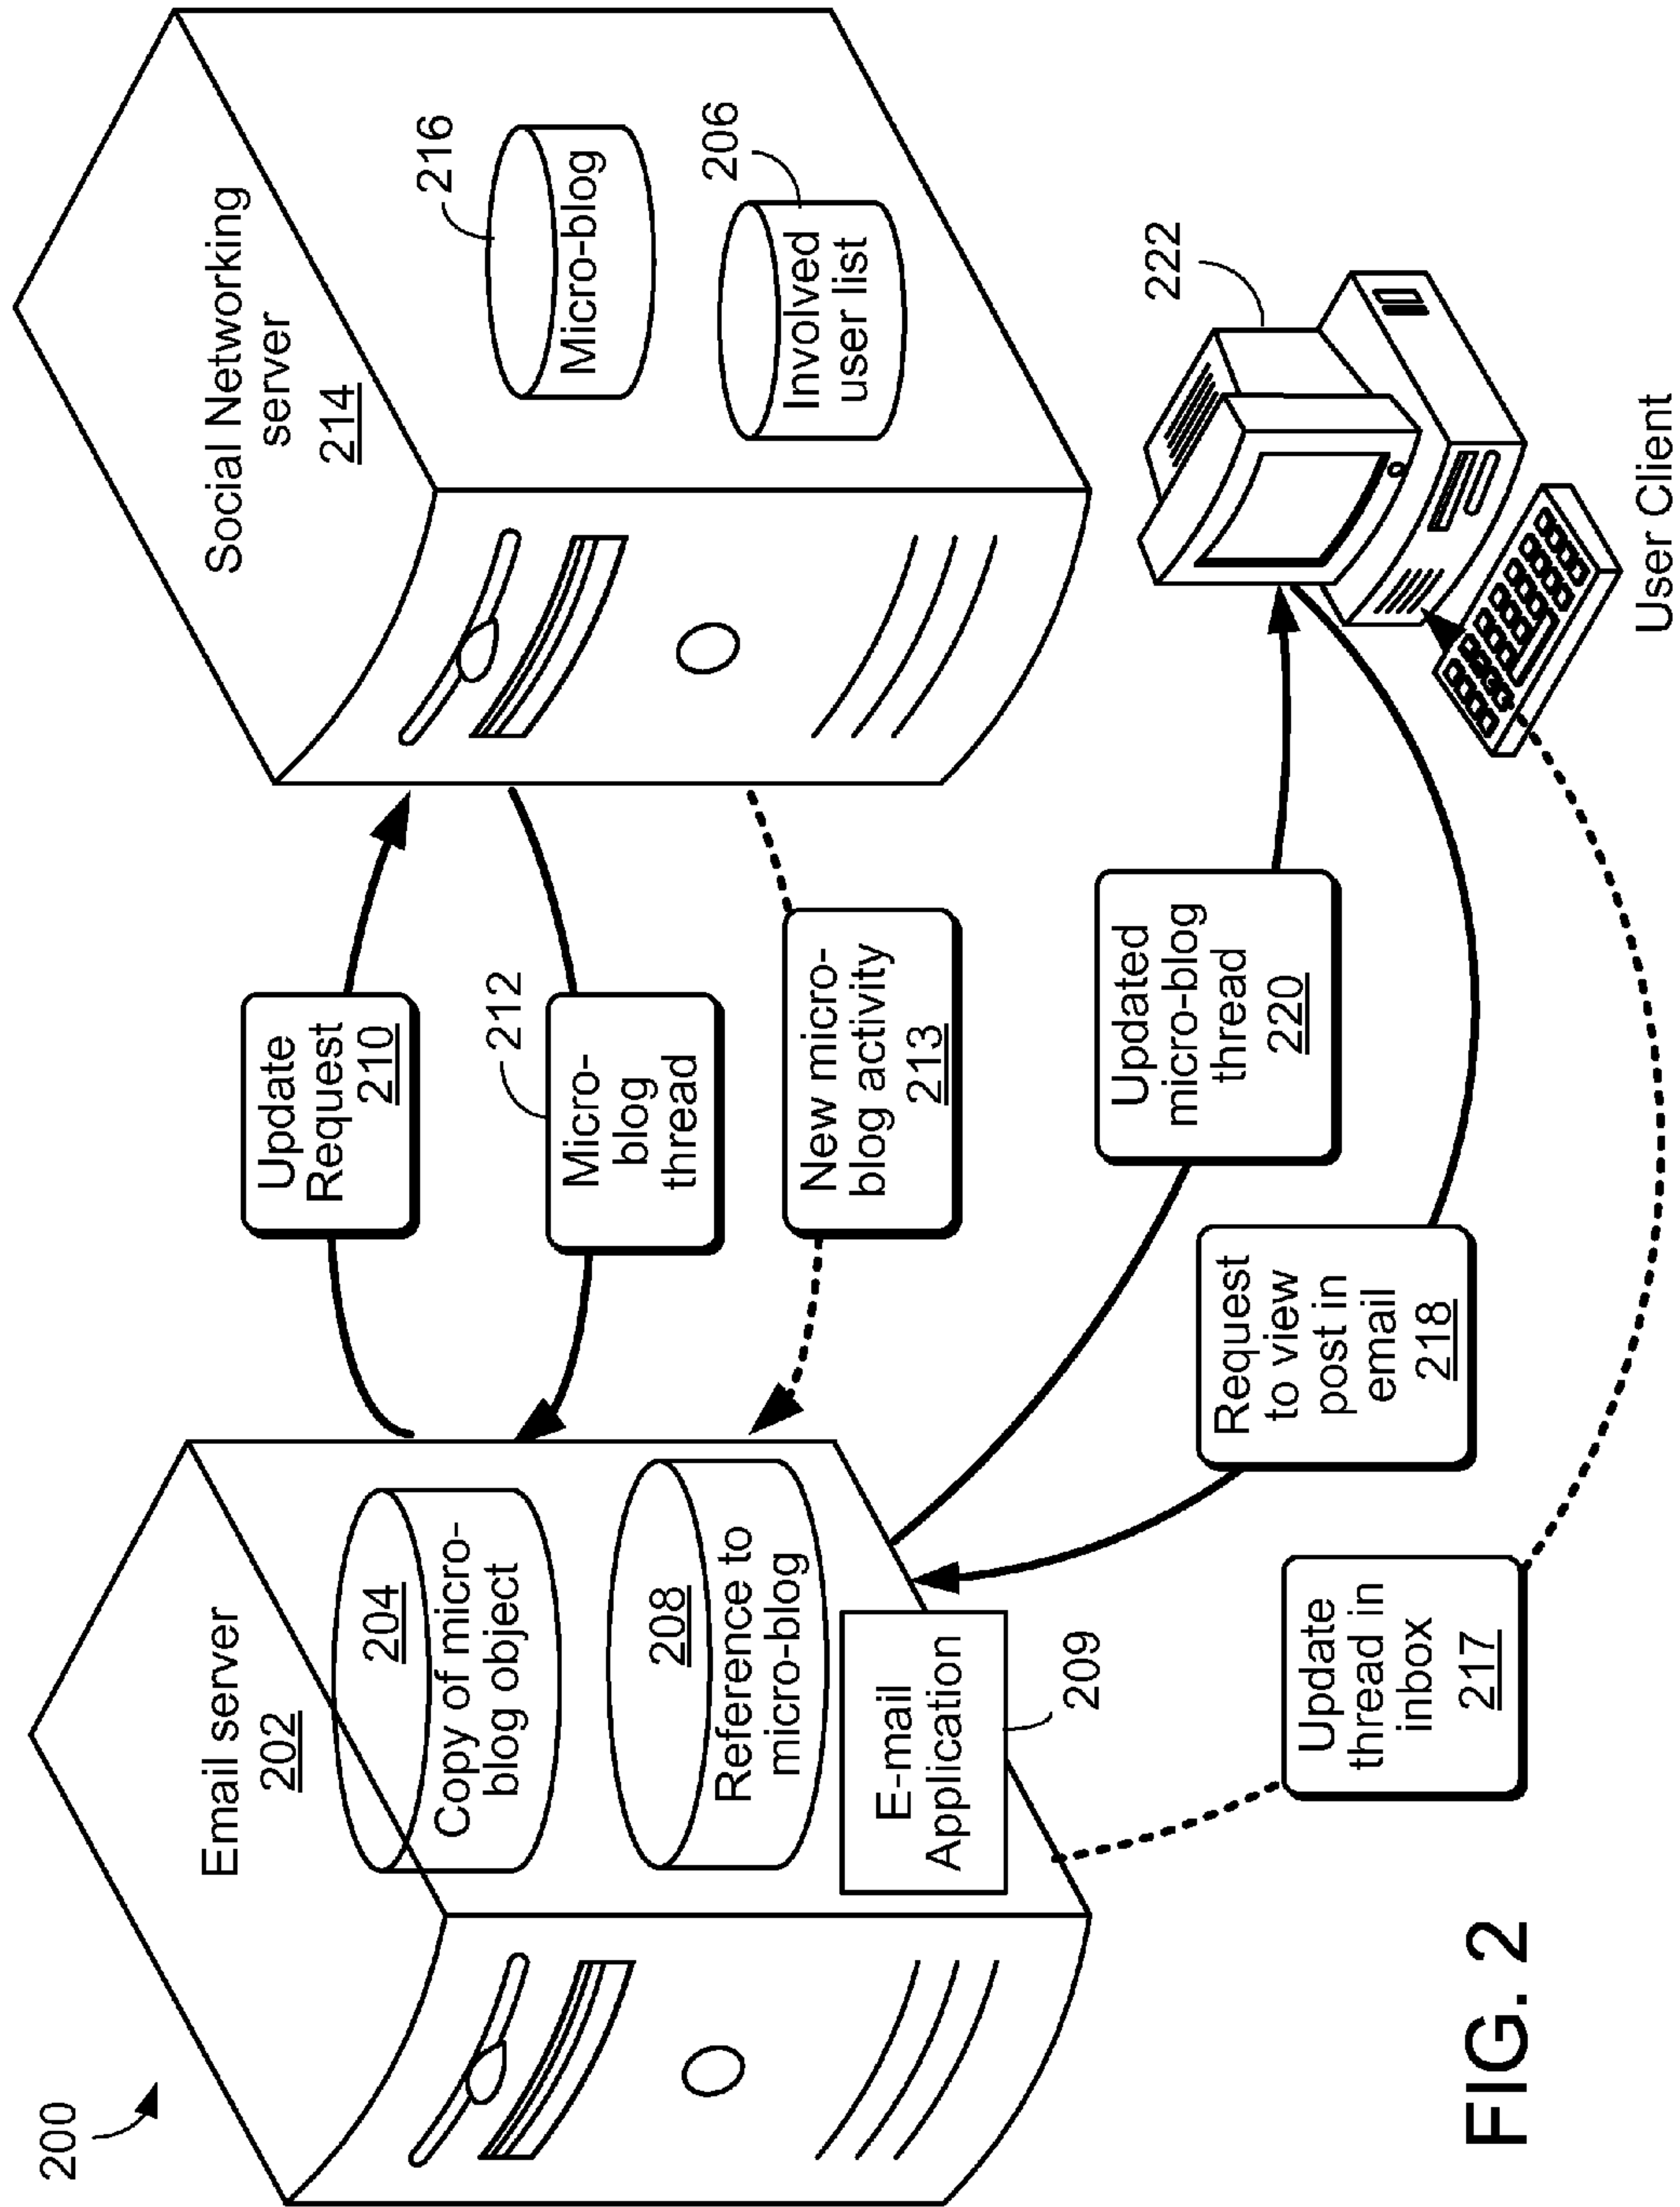 200
Email server
202
204
Copy of micro-
blog object
208
Reference to
micro-blog
E-mail
Application
209
Update
Request
210
212
Micro-
blog
thread
New micro-
blog activity
213
Social Networking
server
214
216
Micro-blog
206
Involved
user list
Updated
micro-blog
thread
220
Request
to view
post in
email
218
Update
thread in
inbox
217
222
User Client
FIG. 2